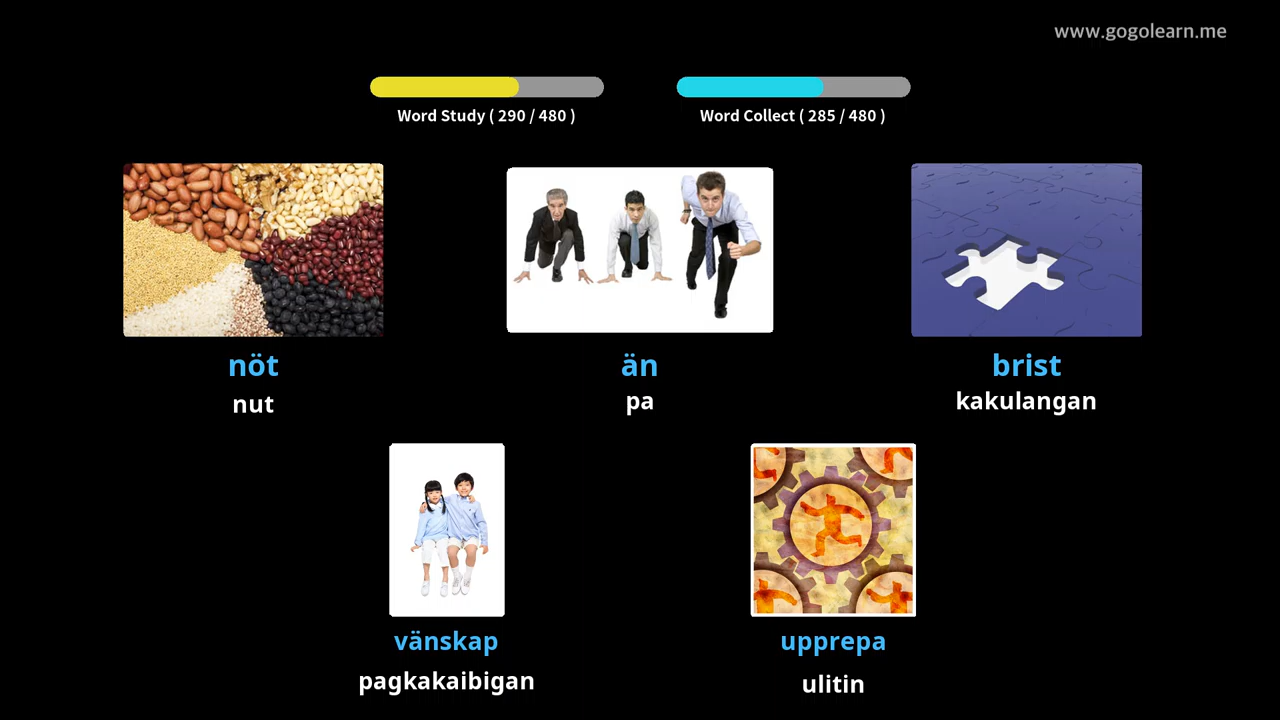 www.gogolearn.me
Word Study ( 290 / 480 )
Word Collect ( 285 / 480 )
nöt
nut
än
pa
brist
kakulangan
vänskap
pagkakaibigan
upprepa
ulitin